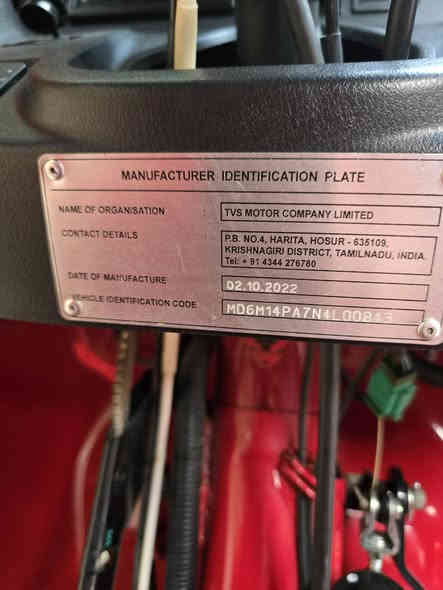 MANUFACTURER IDENTIFICATION PLATE
NAME OF ORGANISATION TVS MOTOR COMPANY LIMITED
CONTACT DETAILS P.B. NO.4, HARITA, HOSUR - 635109,
KRISHNAGIRI DISTRICT, TAMILNADU, INDIA.
Tel: + 91 4344 276780
DATE OF MANUFACTURE 02.10.2022
VEHICLE IDENTIFICATION CODE